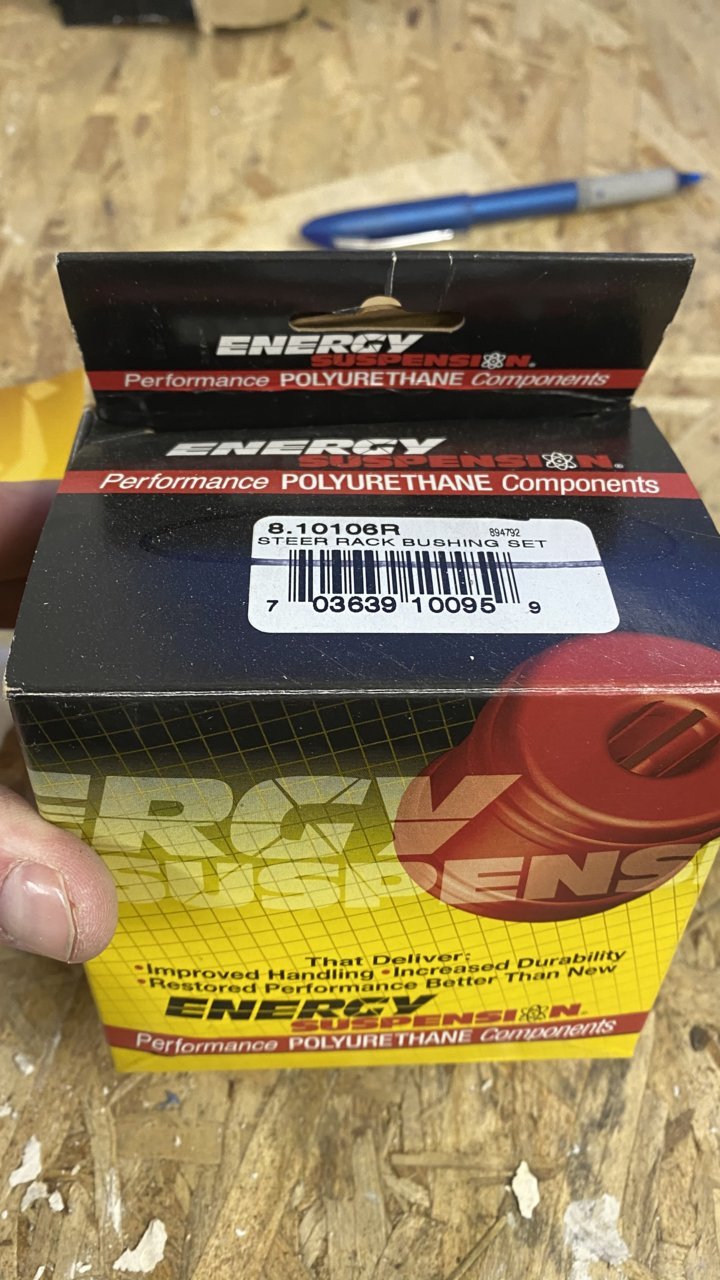 ENERGY
SUSPENSION®
Performance POLYURETHANE Components
ENERGY
SUSPENSION®
Performance POLYURETHANE Components
8.10106R 894792
STEER RACK BUSHING SET
7 03639 10095 9
ERGY
SUSPENS
That Deliver:
•Improved Handling •Increased Durability
•Restored Performance Better Than New
ENERGY
SUSPENSION®
Performance POLYURETHANE Components